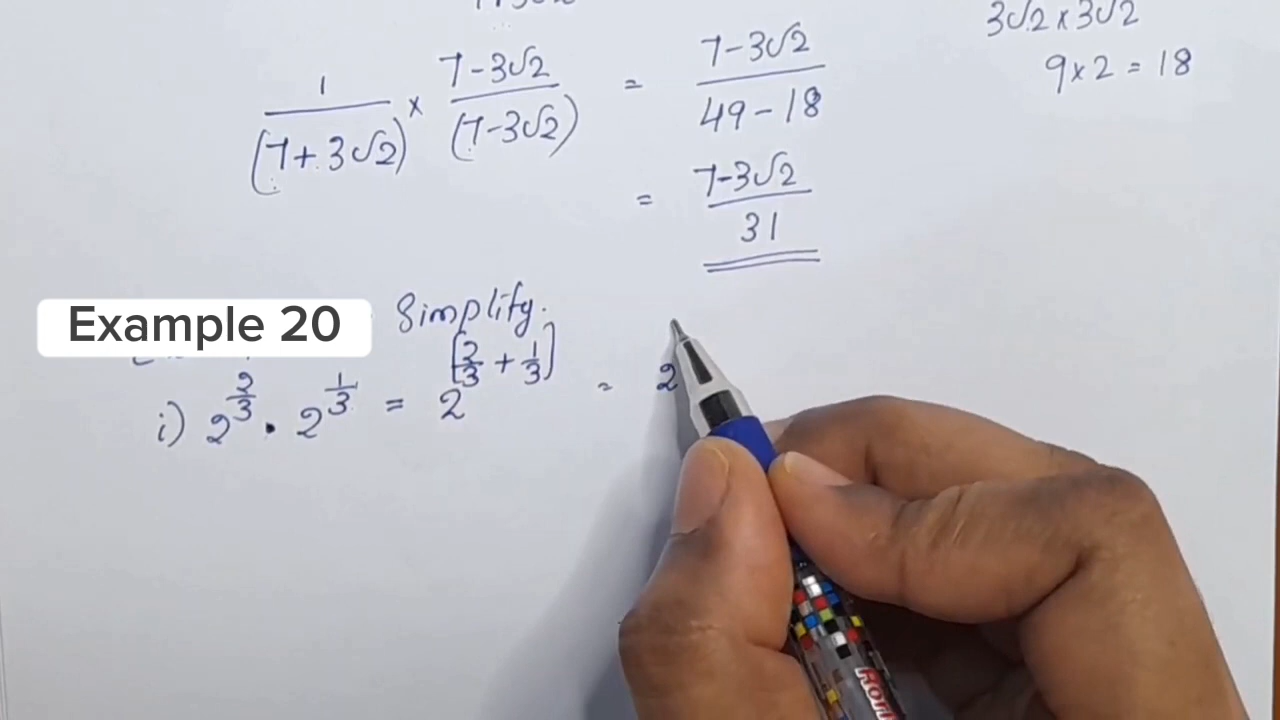 3√2 x 3√2
9 x 2 = 18
1/(7+3√2) x (7-3√2)/(7-3√2) = (7-3√2)/(49-18)
= (7-3√2)/31
Example 20 Simplify.
i) 2^(2/3) . 2^(1/3) = 2^[2/3 + 1/3] = 2